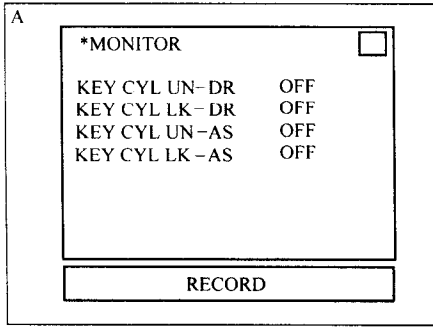 A
*MONITOR
KEY CYL UN-DR OFF
KEY CYL LK-DR OFF
KEY CYL UN-AS OFF
KEY CYL LK-AS OFF
RECORD